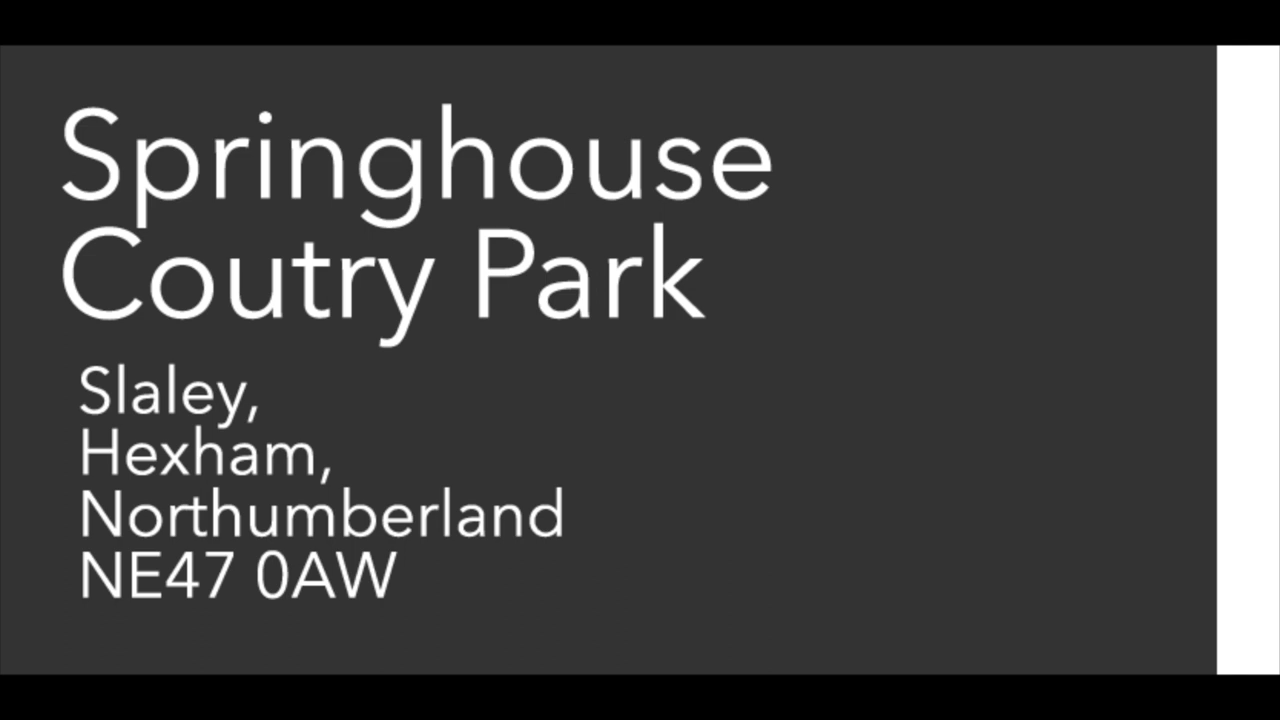 Springhouse
Coutry Park
Slaley,
Hexham,
Northumberland
NE47 0AW